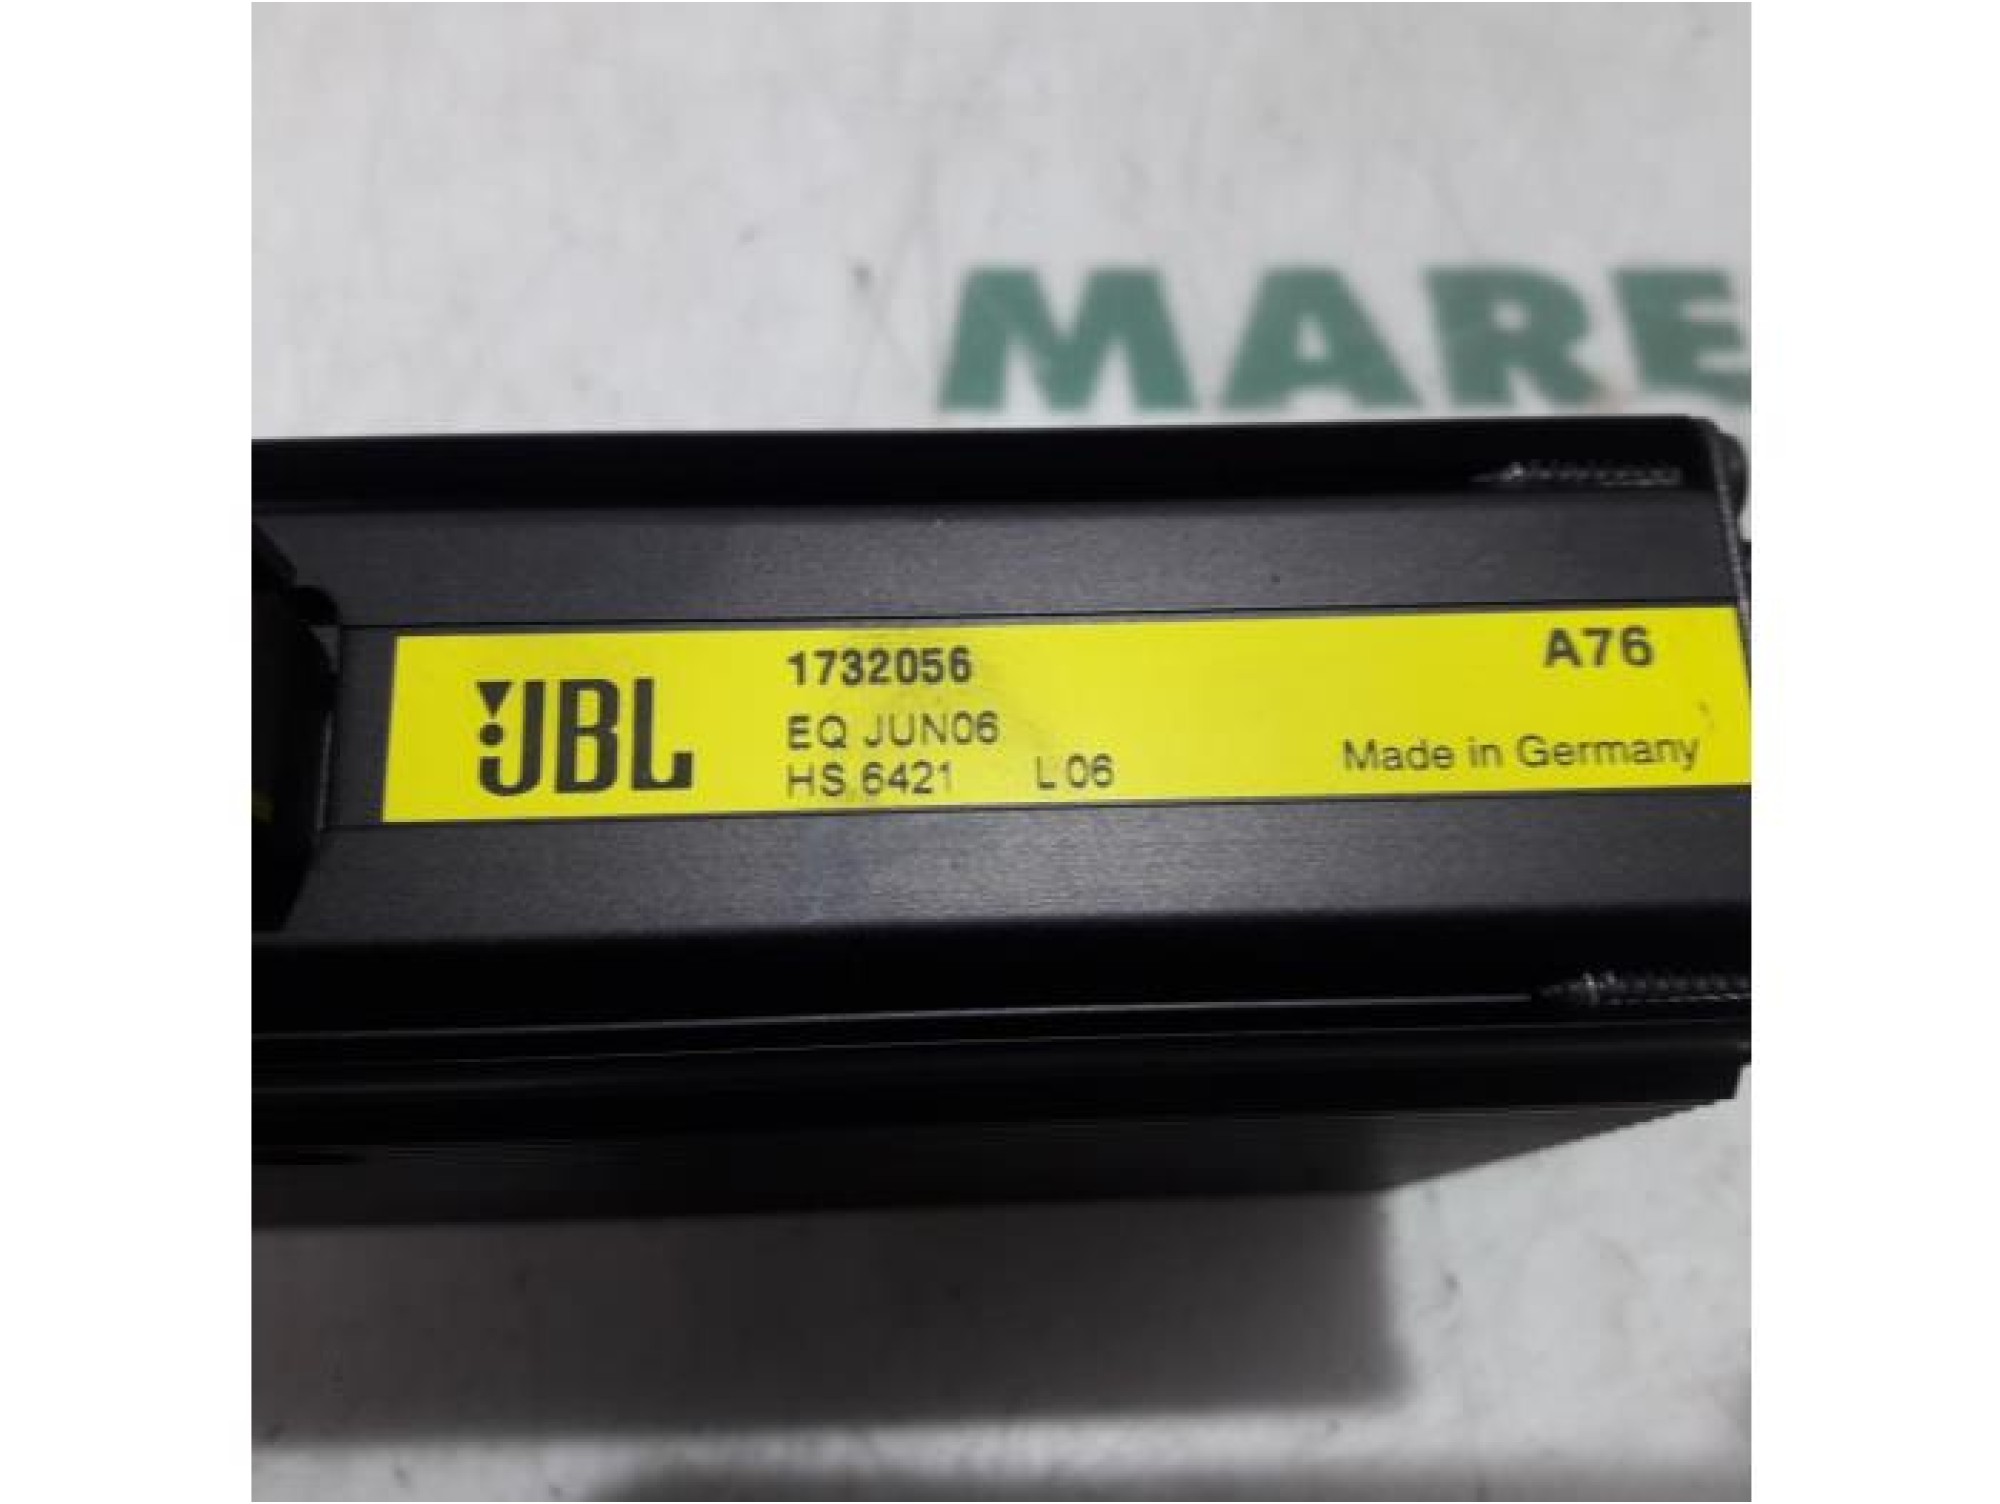 MARE
JBL
1732056
A76
EQ JUN06
HS 6421 L 06
Made in Germany